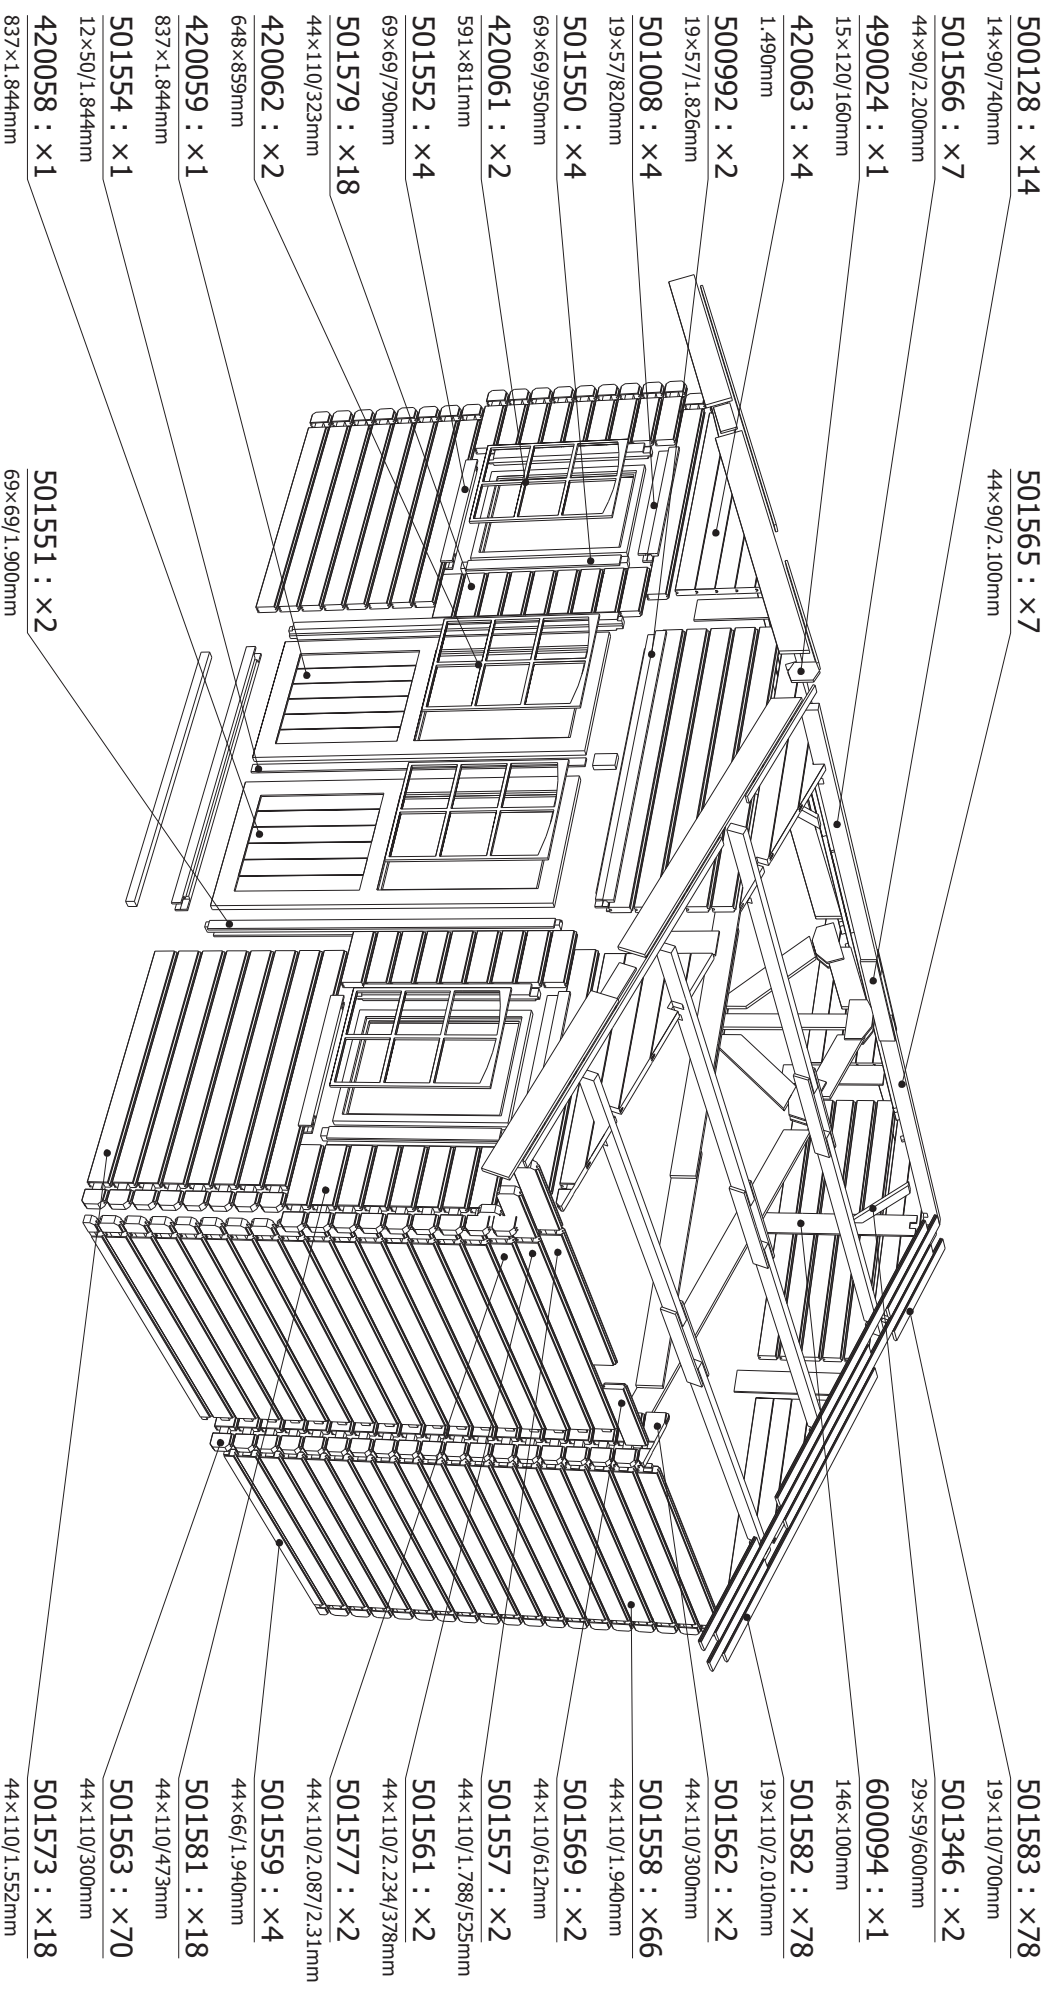 500128 : ×14
14×90/740mm
501566 : ×7
44×90/2.200mm
490024 : ×1
15×120/160mm
420063 : ×4
1.490mm
500992 : ×2
19×57/1.826mm
501008 : ×4
19×57/820mm
501550 : ×4
69×69/950mm
420061 : ×2
591×811mm
501552 : ×4
69×69/790mm
501579 : ×18
44×110/323mm
420062 : ×2
648×859mm
420059 : ×1
837×1.844mm
501554 : ×1
12×50/1.844mm
420058 : ×1
837×1.844mm
501565 : ×7
44×90/2.100mm
501551 : ×2
69×69/1.900mm
501583 : ×78
19×110/700mm
501346 : ×2
29×59/600mm
600094 : ×1
146×100mm
501582 : ×78
19×110/2.010mm
501562 : ×2
44×110/300mm
501558 : ×66
44×110/1.940mm
501569 : ×2
44×110/612mm
501557 : ×2
44×110/1.788/525mm
501561 : ×2
44×110/2.234/378mm
501577 : ×2
44×110/2.087/2.31mm
501559 : ×4
44×66/1.940mm
501581 : ×18
44×110/473mm
501563 : ×70
44×110/300mm
501573 : ×18
44×110/1.552mm